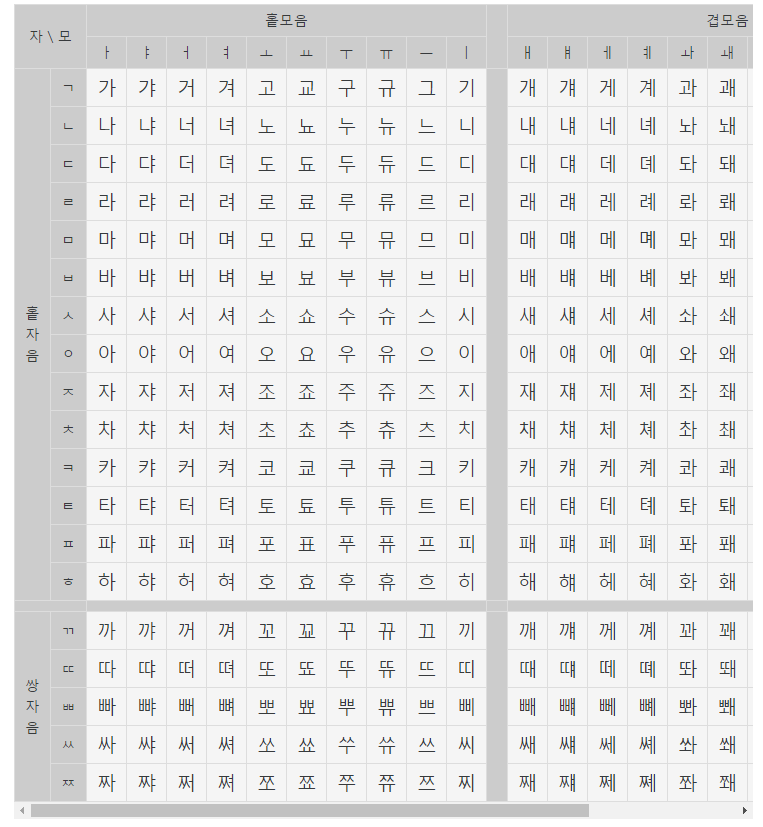 자 \ 모 홑모음 겹모음
ㅏ ㅑ ㅓ ㅕ ㅗ ㅛ ㅜ ㅠ ㅡ ㅣ ㅐ ㅒ ㅔ ㅖ ㅘ ㅙ
홑자음
ㄱ 가 갸 거 겨 고 교 구 규 그 기 개 걔 게 계 과 괘
ㄴ 나 냐 너 녀 노 뇨 누 뉴 느 니 내 냬 네 녜 놔 놰
ㄷ 다 댜 더 뎌 도 됴 두 듀 드 디 대 댸 데 뎨 돠 돼
ㄹ 라 랴 러 려 로 료 루 류 르 리 래 럐 레 례 롸 뢔
ㅁ 마 먀 머 며 모 묘 무 뮤 므 미 매 먜 메 몌 뫄 뫠
ㅂ 바 뱌 버 벼 보 뵤 부 뷰 브 비 배 뱨 베 볘 봐 봬
ㅅ 사 샤 서 셔 소 쇼 수 슈 스 시 새 섀 세 셰 솨 쇄
ㅇ 아 야 어 여 오 요 우 유 으 이 애 얘 에 예 와 왜
ㅈ 자 쟈 저 져 조 죠 주 쥬 즈 지 재 쟤 제 졔 좌 좨
ㅊ 차 챠 처 쳐 초 쵸 추 츄 츠 치 채 챼 체 쳬 촤 쵀
ㅋ 카 캬 커 켜 코 쿄 쿠 큐 크 키 캐 컈 케 켸 콰 쾌
ㅌ 타 탸 터 텨 토 툐 투 튜 트 티 태 턔 테 톄 톼 퇘
ㅍ 파 퍄 퍼 펴 포 표 푸 퓨 프 피 패 퍠 페 폐 퐈 퐤
ㅎ 하 햐 허 혀 호 효 후 휴 흐 히 해 햬 헤 혜 화 홰
쌍자음
ㄲ 까 꺄 꺼 껴 꼬 꾜 꾸 뀨 끄 끼 깨 꺠 께 꼐 꽈 꽤
ㄸ 따 땨 떠 뗘 또 뚀 뚜 뜌 뜨 띠 때 떄 떼 뗴 똬 뙈
ㅃ 빠 뺘 뻐 뼈 뽀 뾰 뿌 쀼 쁘 삐 빼 뺴 뻬 뼤 뽜 뽸
ㅆ 싸 쌰 써 쎠 쏘 쑈 쑤 쓔 쓰 씨 쌔 썌 쎄 쎼 쏴 쐐
ㅉ 짜 쨔 쩌 쪄 쪼 쬬 쭈 쮸 쯔 찌 째 쨰 쩨 쪠 쫘 쫴